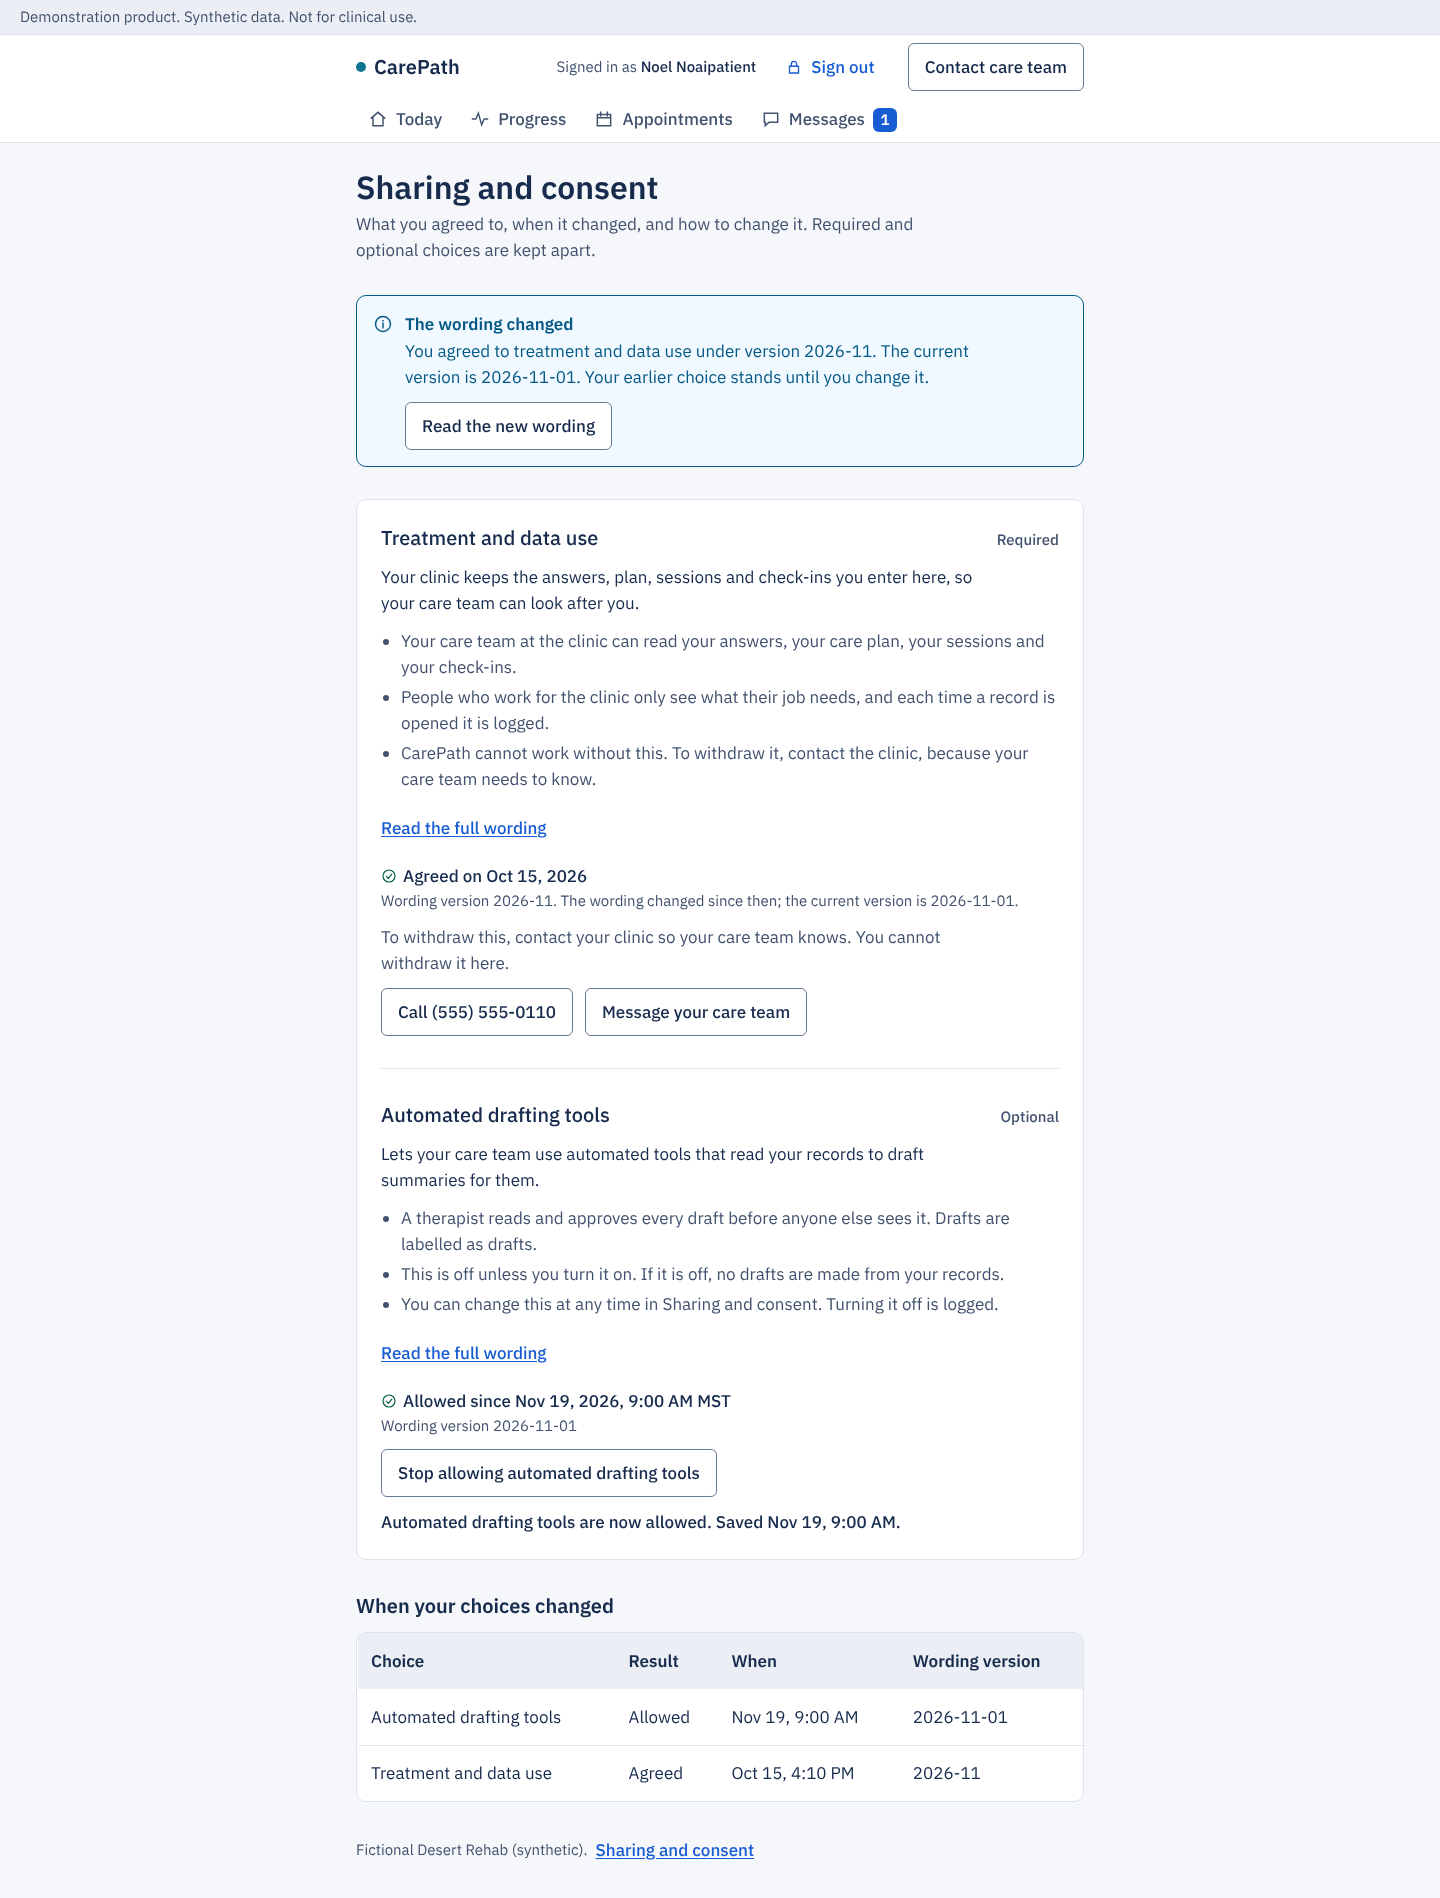 Demonstration product. Synthetic data. Not for clinical use.
CarePath
Signed in as Noel Noaipatient
Sign out
Contact care team
Today
Progress
Appointments
Messages 1
Sharing and consent
What you agreed to, when it changed, and how to change it. Required and
optional choices are kept apart.
The wording changed
You agreed to treatment and data use under version 2026-11. The current
version is 2026-11-01. Your earlier choice stands until you change it.
Read the new wording
Treatment and data use
Required
Your clinic keeps the answers, plan, sessions and check-ins you enter here, so
your care team can look after you.
Your care team at the clinic can read your answers, your care plan, your sessions and
your check-ins.
People who work for the clinic only see what their job needs, and each time a record is
opened it is logged.
CarePath cannot work without this. To withdraw it, contact the clinic, because your
care team needs to know.
Read the full wording
Agreed on Oct 15, 2026
Wording version 2026-11. The wording changed since then; the current version is 2026-11-01.
To withdraw this, contact your clinic so your care team knows. You cannot
withdraw it here.
Call (555) 555-0110
Message your care team
Automated drafting tools
Optional
Lets your care team use automated tools that read your records to draft
summaries for them.
A therapist reads and approves every draft before anyone else sees it. Drafts are
labelled as drafts.
This is off unless you turn it on. If it is off, no drafts are made from your records.
You can change this at any time in Sharing and consent. Turning it off is logged.
Read the full wording
Allowed since Nov 19, 2026, 9:00 AM MST
Wording version 2026-11-01
Stop allowing automated drafting tools
Automated drafting tools are now allowed. Saved Nov 19, 9:00 AM.
When your choices changed
Choice Result When Wording version
Automated drafting tools Allowed Nov 19, 9:00 AM 2026-11-01
Treatment and data use Agreed Oct 15, 4:10 PM 2026-11
Fictional Desert Rehab (synthetic). Sharing and consent